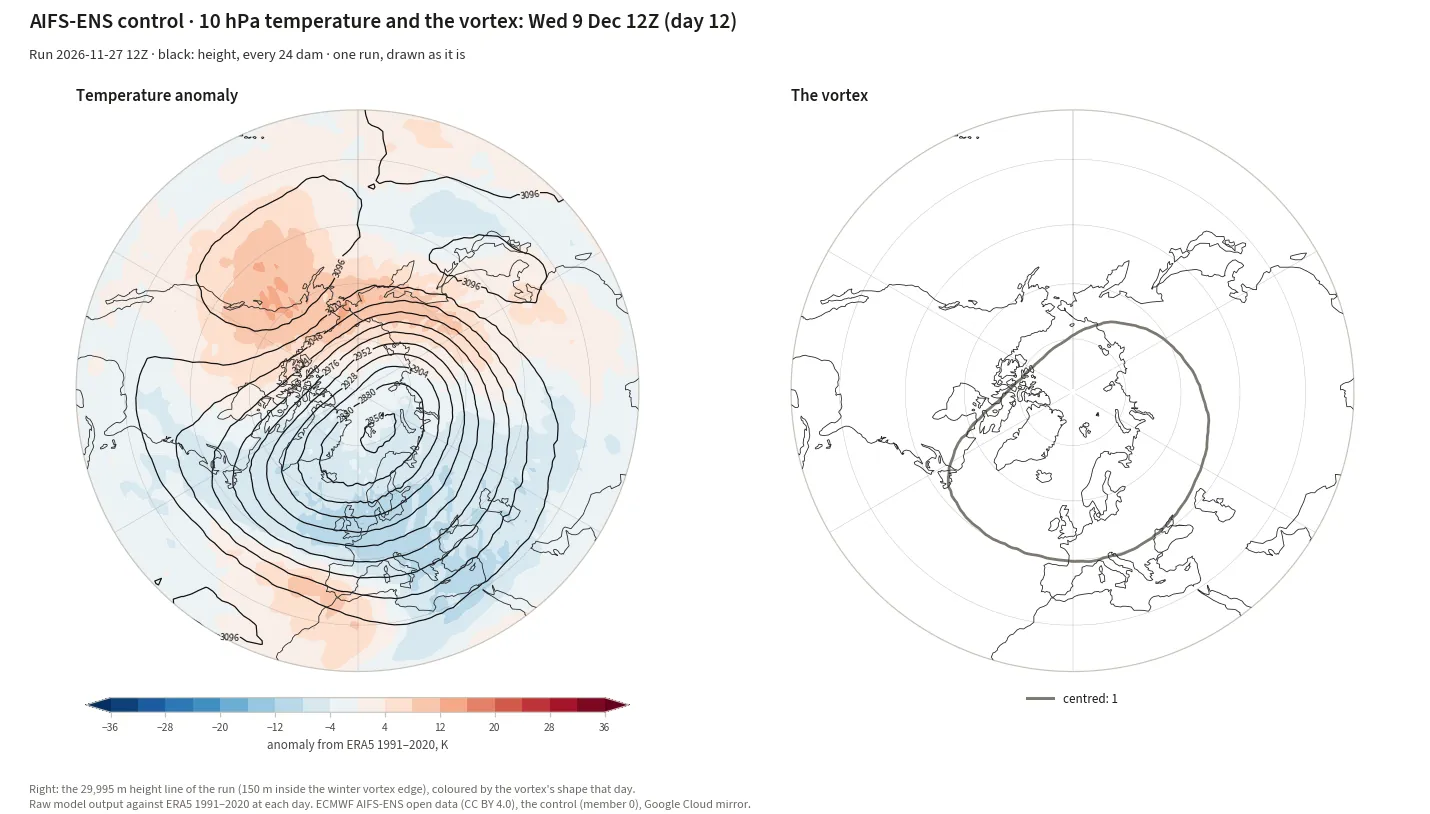 AIFS-ENS control · 10 hPa temperature and the vortex: Wed 9 Dec 12Z (day 12)
Run 2026-11-27 12Z · black: height, every 24 dam · one run, drawn as it is
Temperature anomaly
The vortex
3096
3096
3096
2952
2976
2904
2928
2880
3096
−36 −28 −20 −12 −4 4 12 20 28 36
anomaly from ERA5 1991–2020, K
centred: 1
Right: the 29,995 m height line of the run (150 m inside the winter vortex edge), coloured by the vortex's shape that day.
Raw model output against ERA5 1991–2020 at each day. ECMWF AIFS-ENS open data (CC BY 4.0), the control (member 0), Google Cloud mirror.